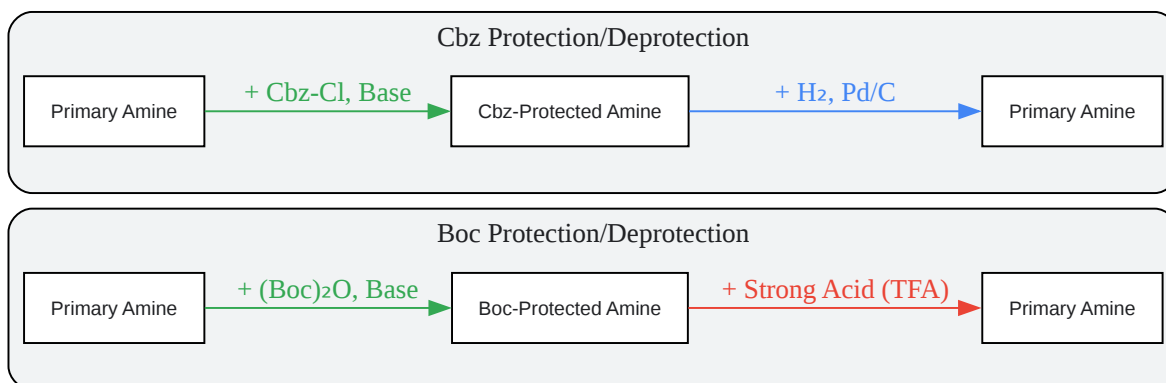 Cbz Protection/Deprotection
+ Cbz-Cl, Base
+ H₂, Pd/C
Primary Amine
Cbz-Protected Amine
Primary Amine
Boc Protection/Deprotection
+ (Boc)₂O, Base
+ Strong Acid (TFA)
Primary Amine
Boc-Protected Amine
Primary Amine